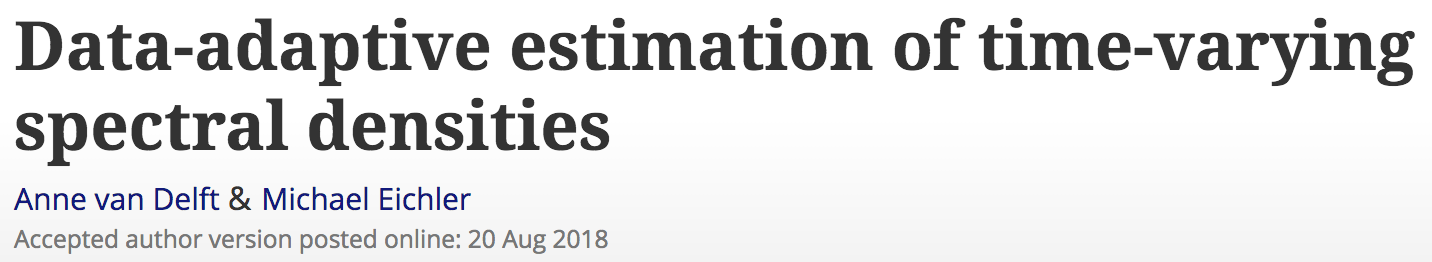 Data-adaptive estimation of time-varying
spectral densities
Anne van Delft & Michael Eichler
Accepted author version posted online: 20 Aug 2018